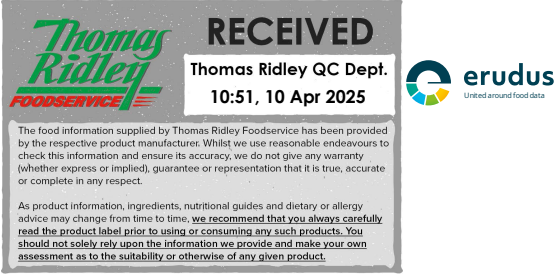 Thomas
Ridley
FOODSERVICE
RECEIVED
Thomas Ridley QC Dept.
10:51, 10 Apr 2025
erudus
United around food data
The food information supplied by Thomas Ridley Foodservice has been provided
by the respective product manufacturer. Whilst we use reasonable endeavours to
check this information and ensure its accuracy, we do not give any warranty
(whether express or implied), guarantee or representation that it is true, accurate
or complete in any respect.
As product information, ingredients, nutritional guides and dietary or allergy
advice may change from time to time, we recommend that you always carefully
read the product label prior to using or consuming any such products. You
should not solely rely upon the information we provide and make your own
assessment as to the suitability or otherwise of any given product.